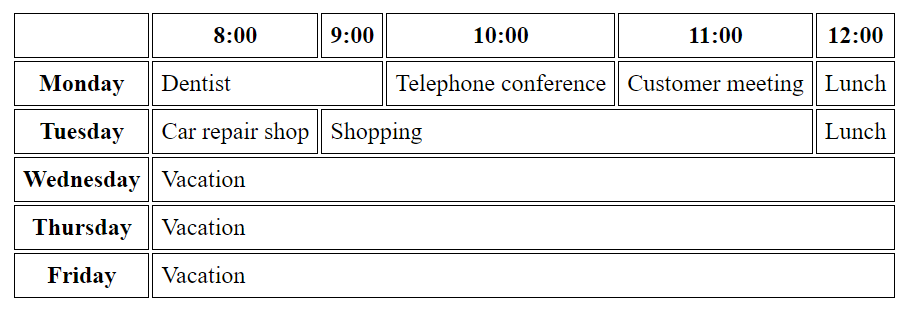 8:00 9:00 10:00 11:00 12:00
Monday Dentist Telephone conference Customer meeting Lunch
Tuesday Car repair shop Shopping Lunch
Wednesday Vacation
Thursday Vacation
Friday Vacation